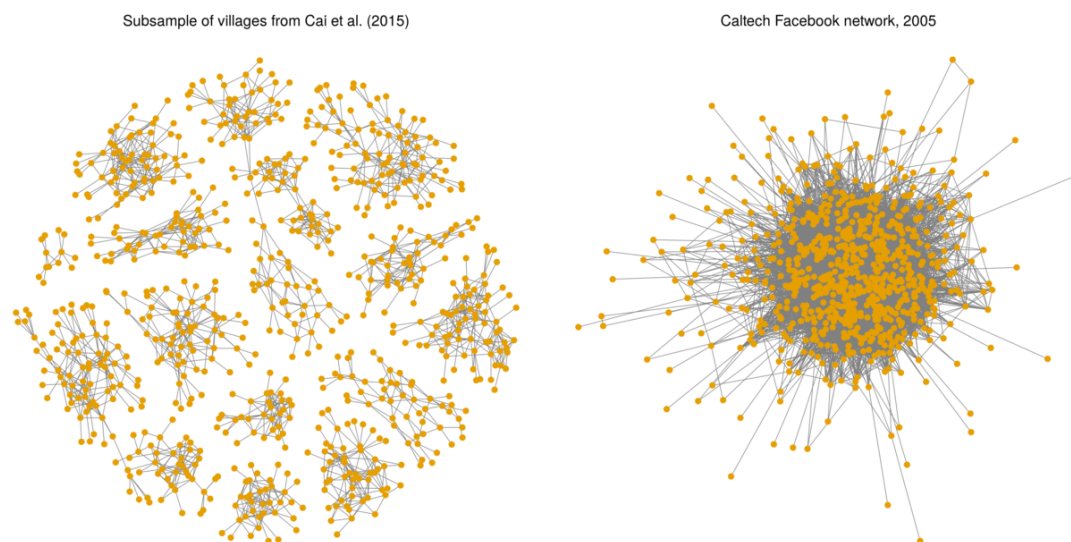 Subsample of villages from Cai et al. (2015)
Caltech Facebook network, 2005